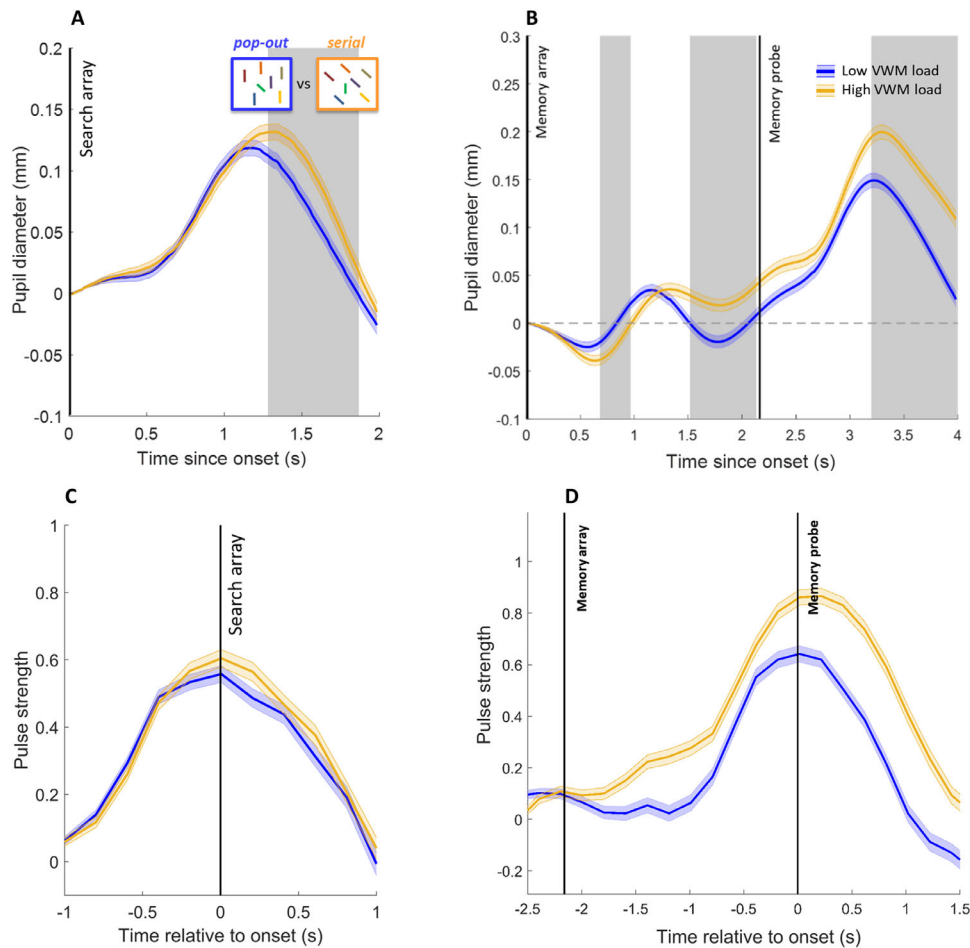 A
pop-out
serial
vs
Search array
0.2
0.15
0.1
0.05
0
-0.05
-0.1
Pupil diameter (mm)
0
0.5
1
1.5
2
Time since onset (s)
B
Memory array
Memory probe
Low VWM load
High VWM load
0.3
0.25
0.2
0.15
0.1
0.05
0
-0.05
-0.1
Pupil diameter (mm)
0
0.5
1
1.5
2
2.5
3
3.5
4
Time since onset (s)
C
Search array
1
0.8
0.6
0.4
0.2
0
Pulse strength
-1
-0.5
0
0.5
1
Time relative to onset (s)
D
Memory array
Memory probe
1
0.8
0.6
0.4
0.2
0
-0.2
Pulse strength
-2.5
-2
-1.5
-1
-0.5
0
0.5
1
1.5
Time relative to onset (s)